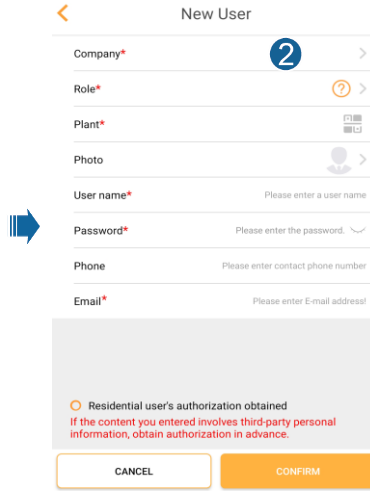 New User
Company*
2
Role*
?
Plant*
Photo
User name* Please enter a user name
Password* Please enter the password.
Phone Please enter contact phone number
Email* Please enter E-mail address!
Residential user's authorization obtained
If the content you entered involves third-party personal
information, obtain authorization in advance.
CANCEL CONFIRM